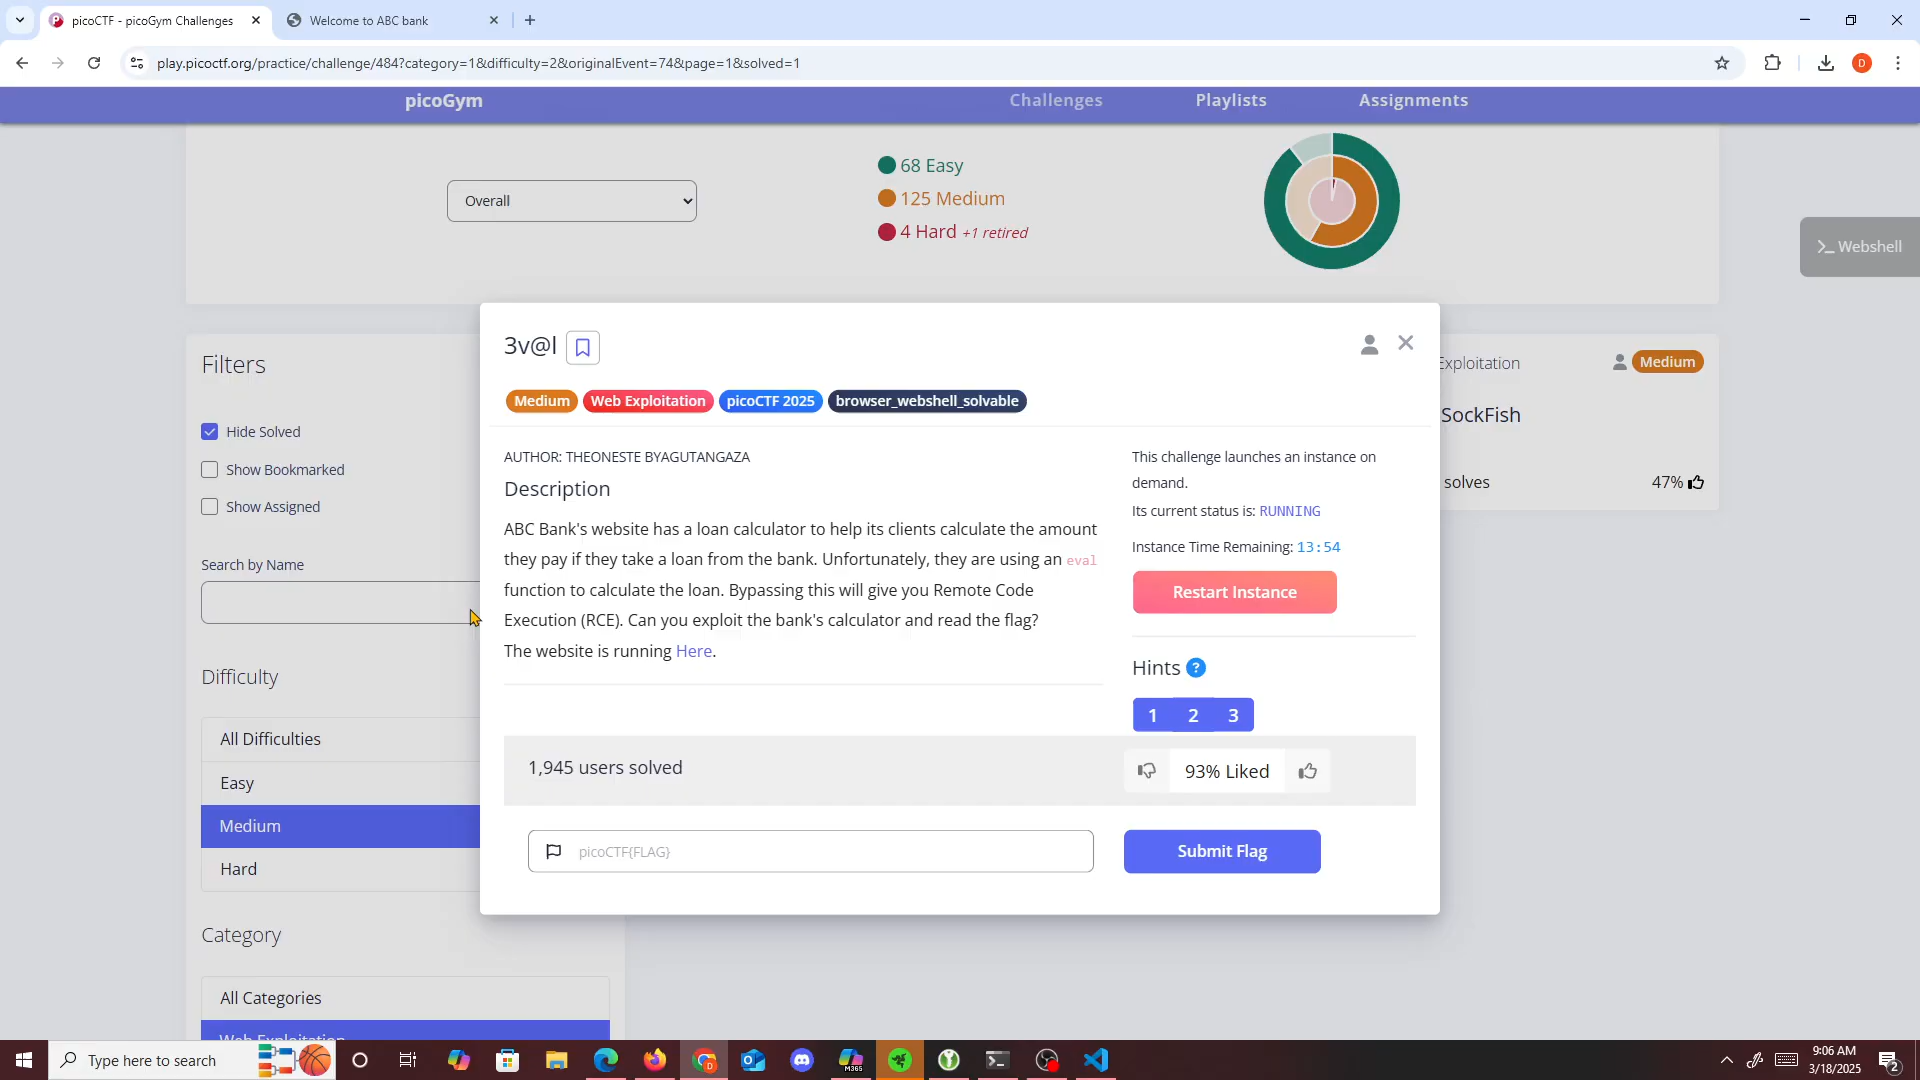 picoCTF - picoGym Challenges
Welcome to ABC bank
play.picoctf.org/practice/challenge/484?category=1&difficulty=2&originalEvent=74&page=1&solved=1
D
picoGym
Challenges
Playlists
Assignments
Overall
68 Easy
125 Medium
4 Hard +1 retired
>_ Webshell
Filters
Hide Solved
Show Bookmarked
Show Assigned
Search by Name
Difficulty
All Difficulties
Easy
Medium
Hard
Category
All Categories
Web Exploitation
3v@l
Medium
Web Exploitation
picoCTF 2025
browser_webshell_solvable
AUTHOR: THEONESTE BYAGUTANGAZA
Description
ABC Bank's website has a loan calculator to help its clients calculate the amount
they pay if they take a loan from the bank. Unfortunately, they are using an eval
function to calculate the loan. Bypassing this will give you Remote Code
Execution (RCE). Can you exploit the bank's calculator and read the flag?
The website is running Here.
This challenge launches an instance on
demand.
Its current status is: RUNNING
Instance Time Remaining: 13:54
Restart Instance
Hints ?
1 2 3
1,945 users solved
93% Liked
picoCTF{FLAG}
Submit Flag
Exploitation
Medium
SockFish
solves
47%
Type here to search
D
M365
9:06 AM
3/18/2025
2